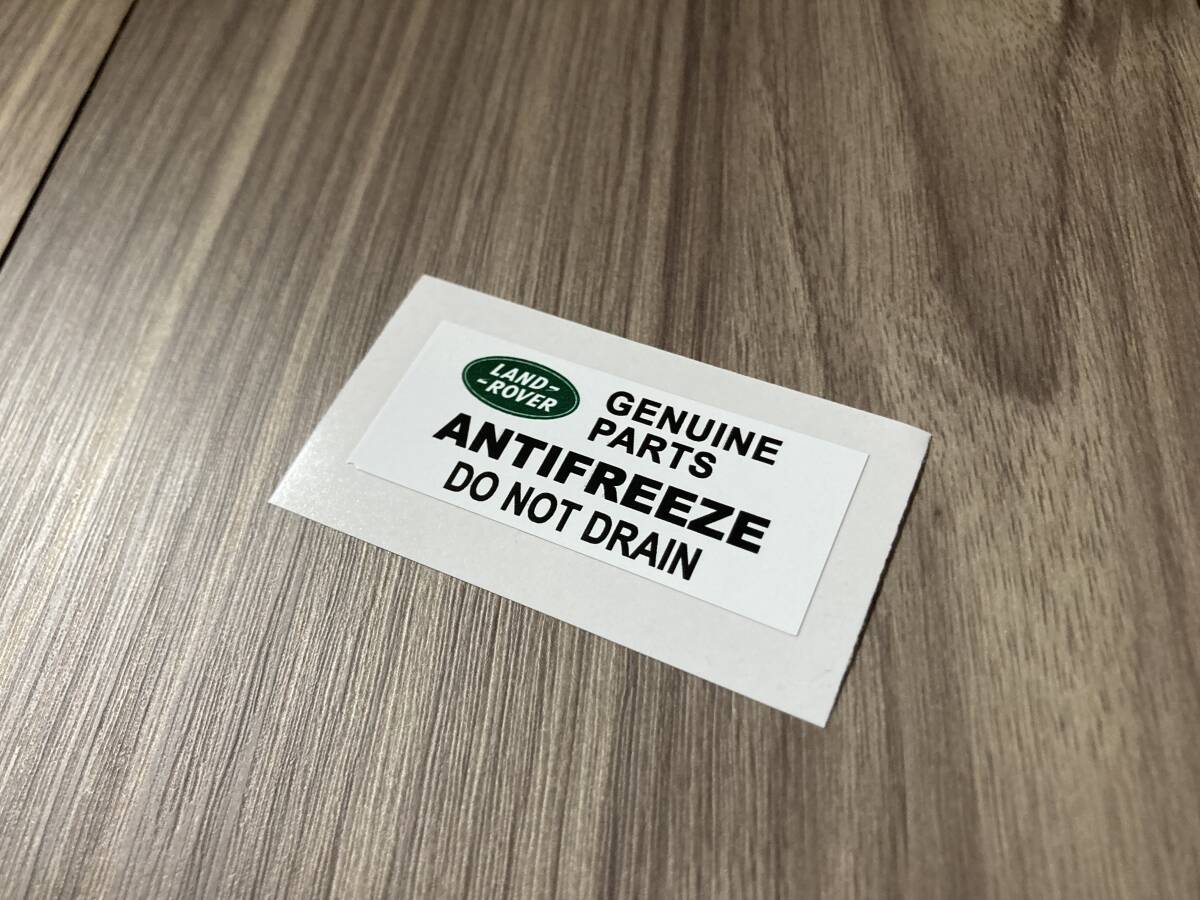 LAND-
-ROVER
GENUINE
PARTS
ANTIFREEZE
DO NOT DRAIN